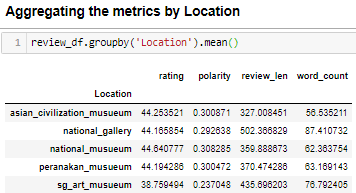 Aggregating the metrics by Location
1 review_df.groupby('Location').mean()
rating polarity review_len word_count
Location
asian_civilization_musueum 44.253521 0.300871 327.008451 56.535211
national_gallery 44.165854 0.292638 502.366829 87.410732
national_musueum 44.640777 0.308285 359.888673 62.363754
peranakan_musueum 44.194286 0.300472 370.474286 63.169143
sg_art_musueum 38.759494 0.237048 435.696203 76.792405